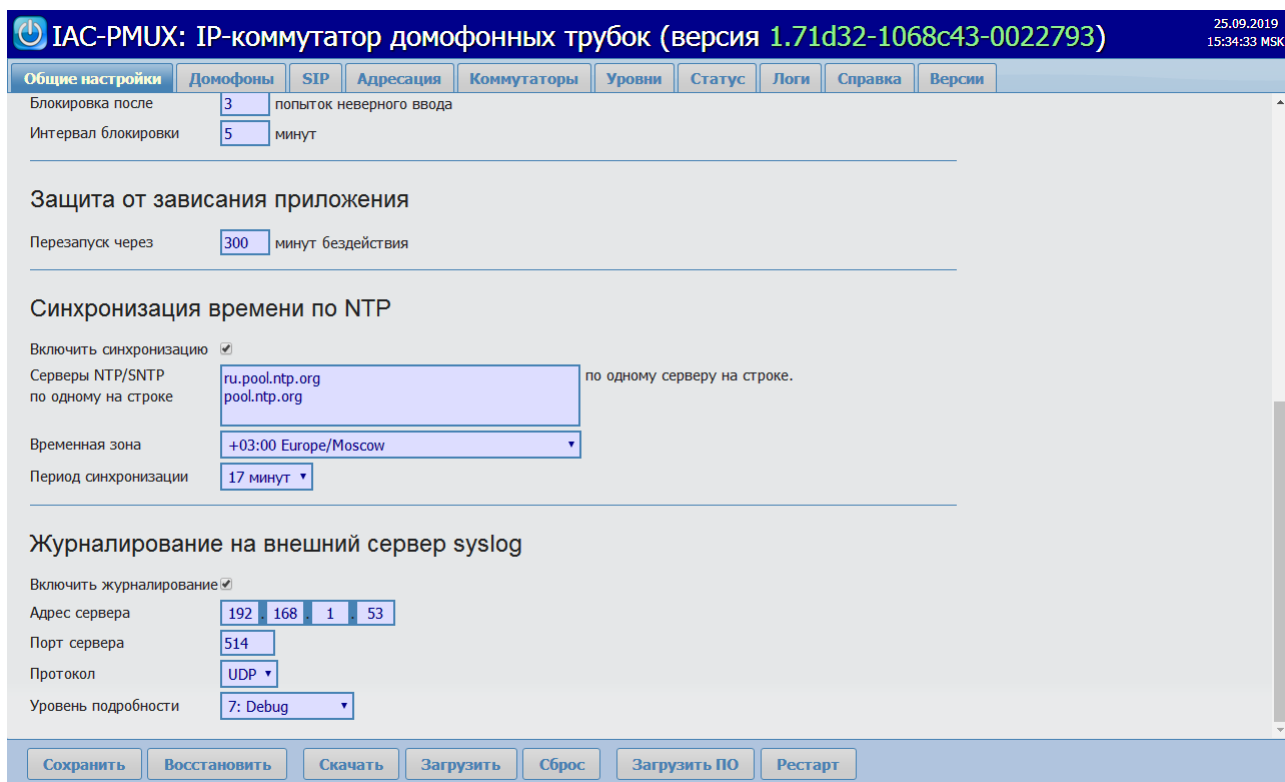 IAC-PMUX: IP-коммутатор домофонных трубок (версия 1.71d32-1068c43-0022793)
25.09.2019
15:34:33 MSK
Общие настройки Домофоны SIP Адресация Коммутаторы Уровни Статус Логи Справка Версии
Блокировка после 3 попыток неверного ввода
Интервал блокировки 5 минут
Защита от зависания приложения
Перезапуск через 300 минут бездействия
Синхронизация времени по NTP
Включить синхронизацию
Серверы NTP/SNTP ru.pool.ntp.org по одному серверу на строке.
по одному на строке pool.ntp.org
Временная зона +03:00 Europe/Moscow
Период синхронизации 17 минут
Журналирование на внешний сервер syslog
Включить журналирование
Адрес сервера 192 . 168 . 1 . 53
Порт сервера 514
Протокол UDP
Уровень подробности 7: Debug
Сохранить Восстановить Скачать Загрузить Сброс Загрузить ПО Рестарт